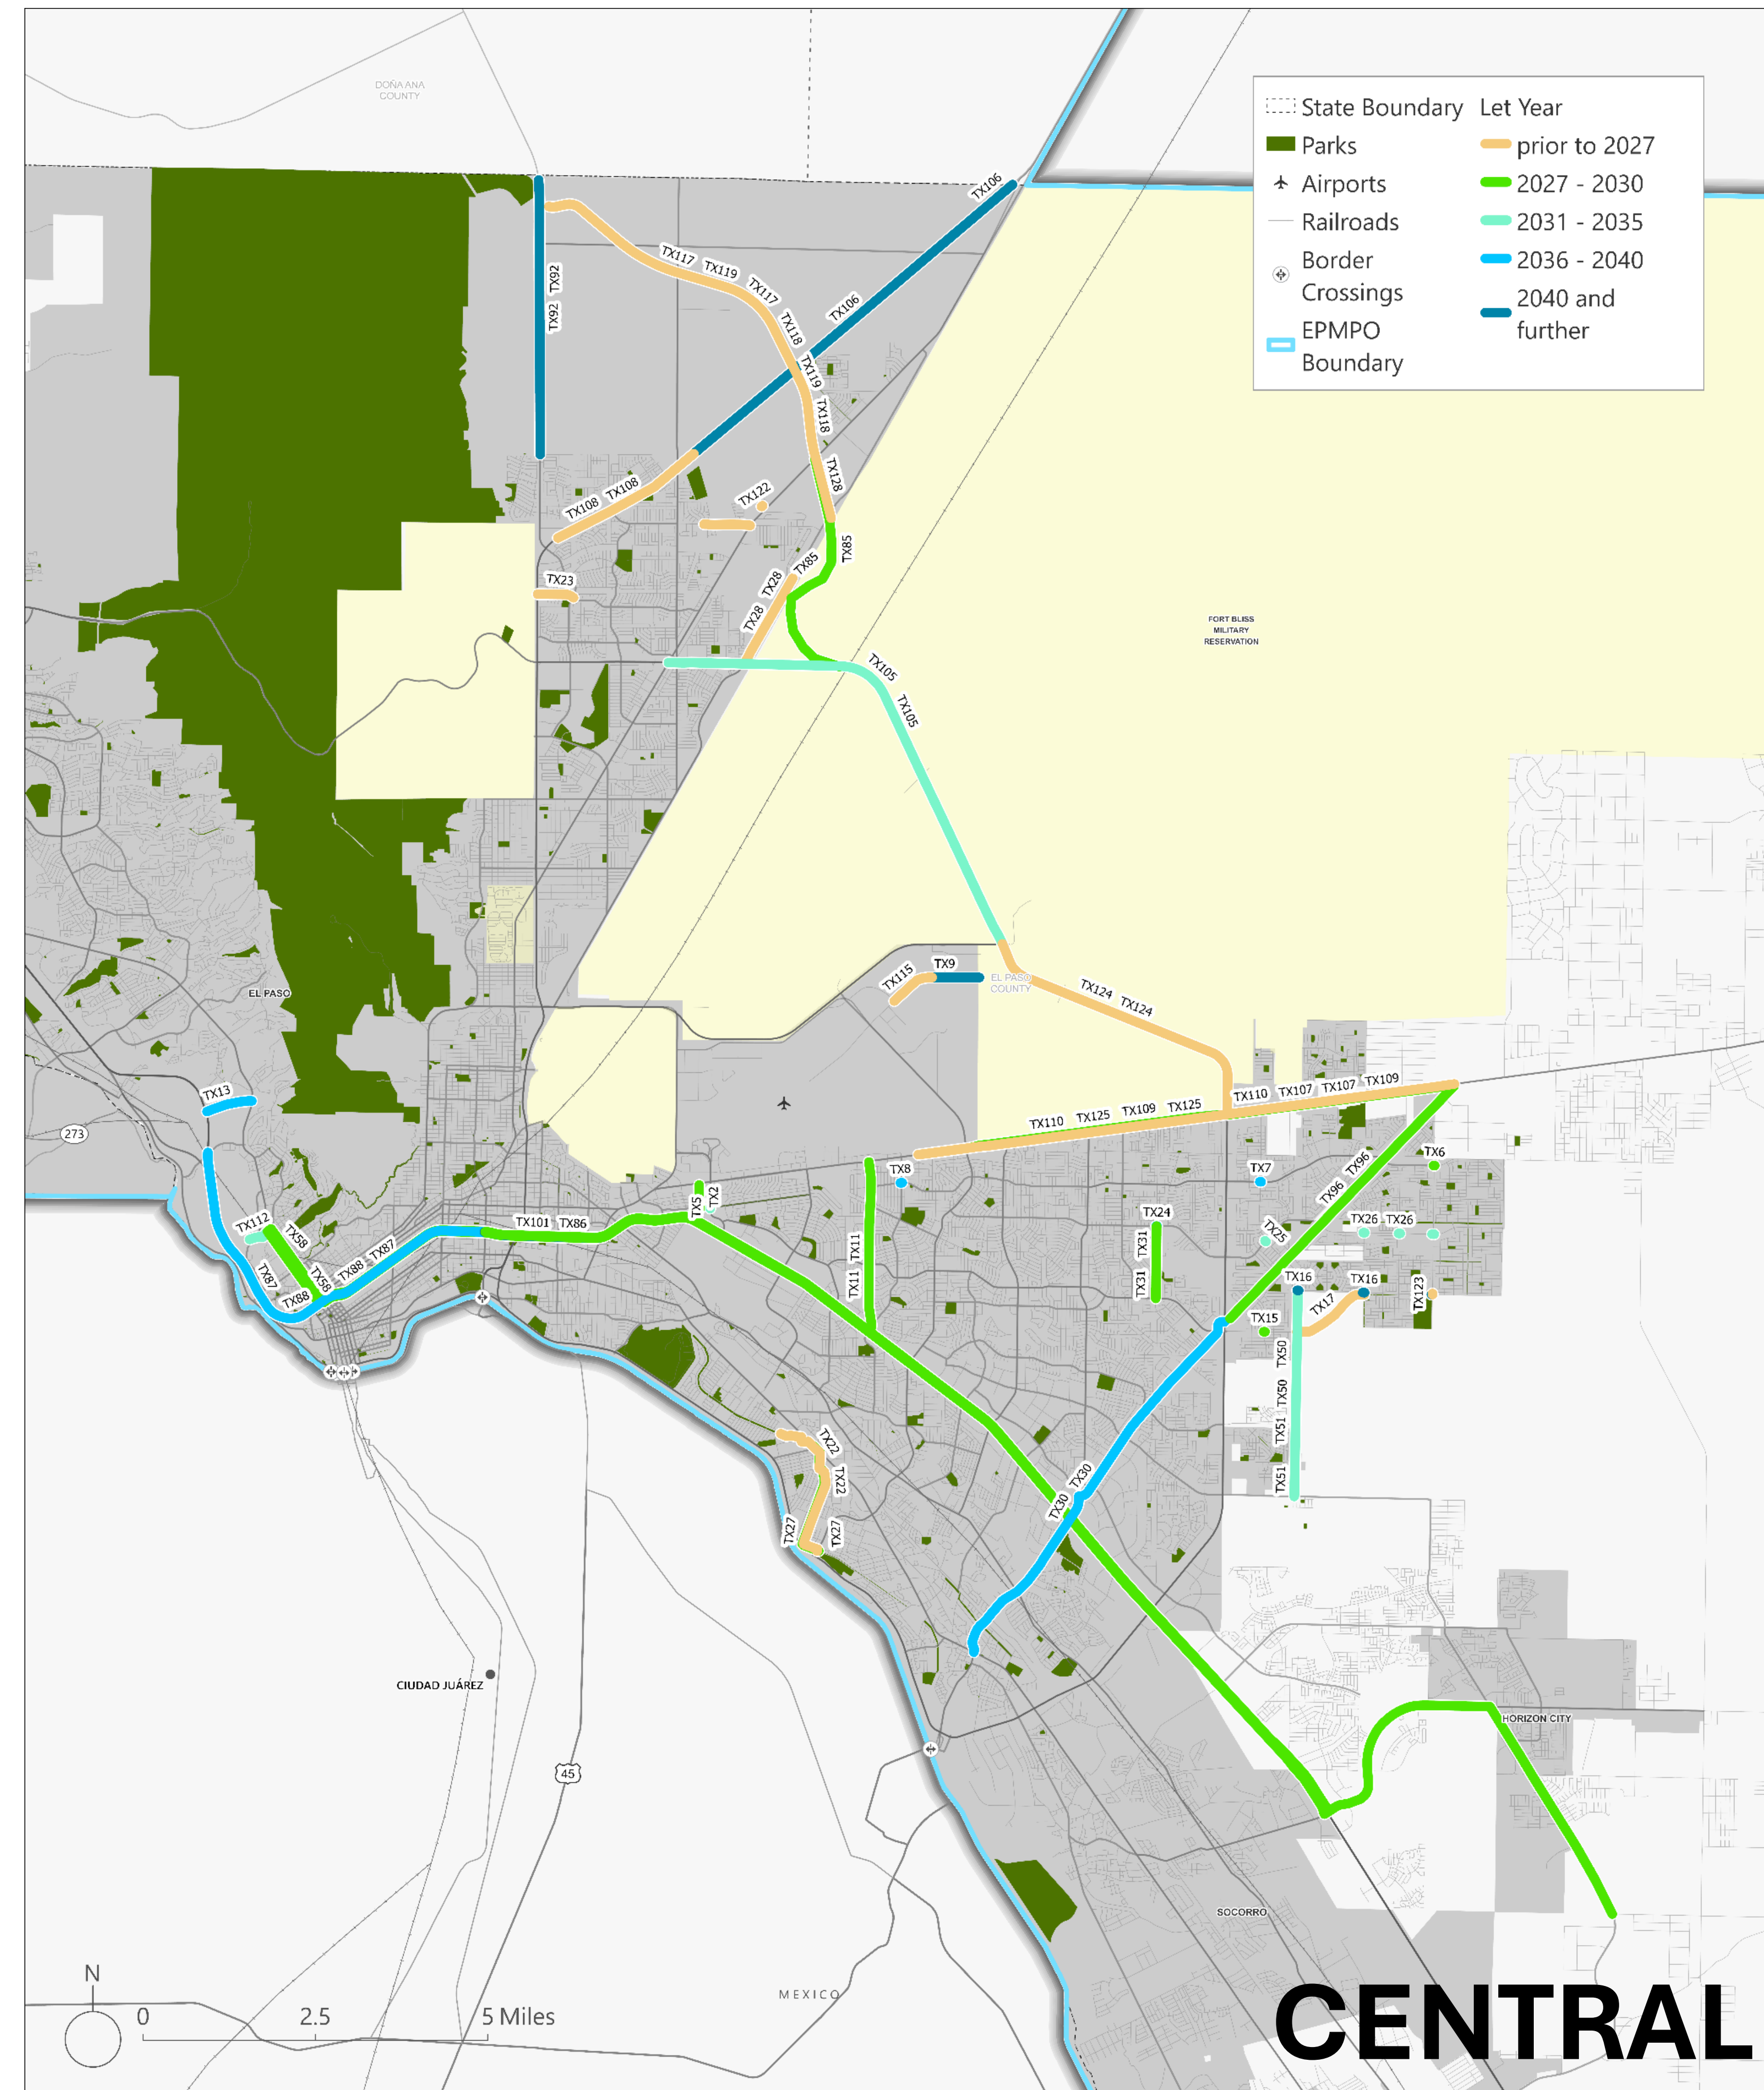 DOÑA ANA
COUNTY
State Boundary
Parks
Airports
Railroads
Border
Crossings
EPMPO
Boundary
Let Year
prior to 2027
2027 - 2030
2031 - 2035
2036 - 2040
2040 and
further
TX106
TX92
TX92
TX117
TX119
TX117
TX118
TX106
TX119
TX118
TX128
TX108
TX108
TX122
TX85
TX85
TX28
TX28
TX23
FORT BLISS
MILITARY
RESERVATION
TX105
TX105
TX115
TX9
EL PASO
COUNTY
TX124
TX124
EL PASO
TX13
273
TX110
TX125
TX109
TX125
TX110
TX107
TX107
TX109
TX8
TX7
TX6
TX96
TX96
TX5
TX2
TX112
TX58
TX58
TX101
TX86
TX87
TX88
TX87
TX88
TX11
TX11
TX24
TX31
TX31
TX25
TX26
TX26
TX16
TX16
TX17
TX123
TX15
TX50
TX50
TX51
TX51
TX22
TX22
TX27
TX27
TX30
TX30
CIUDAD JUÁREZ
45
HORIZON CITY
SOCORRO
MEXICO
N
0
2.5
5 Miles
CENTRAL